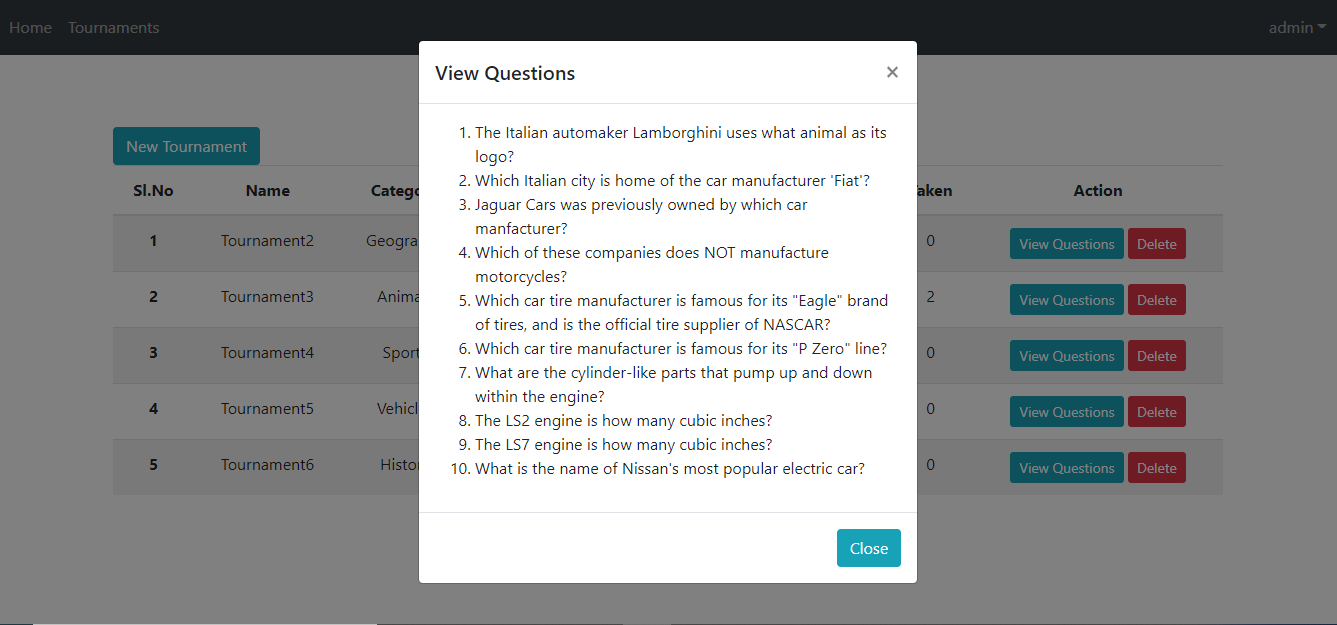 Home Tournaments admin
View Questions ×
New Tournament
Sl.No Name Action
1 Tournament2 0 View Questions Delete
2 Tournament3 2 View Questions Delete
3 Tournament4 0 View Questions Delete
4 Tournament5 0 View Questions Delete
5 Tournament6 0 View Questions Delete
1. The Italian automaker Lamborghini uses what animal as its
logo?
2. Which Italian city is home of the car manufacturer 'Fiat'?
3. Jaguar Cars was previously owned by which car
manfacturer?
4. Which of these companies does NOT manufacture
motorcycles?
5. Which car tire manufacturer is famous for its "Eagle" brand
of tires, and is the official tire supplier of NASCAR?
6. Which car tire manufacturer is famous for its "P Zero" line?
7. What are the cylinder-like parts that pump up and down
within the engine?
8. The LS2 engine is how many cubic inches?
9. The LS7 engine is how many cubic inches?
10. What is the name of Nissan's most popular electric car?
Close